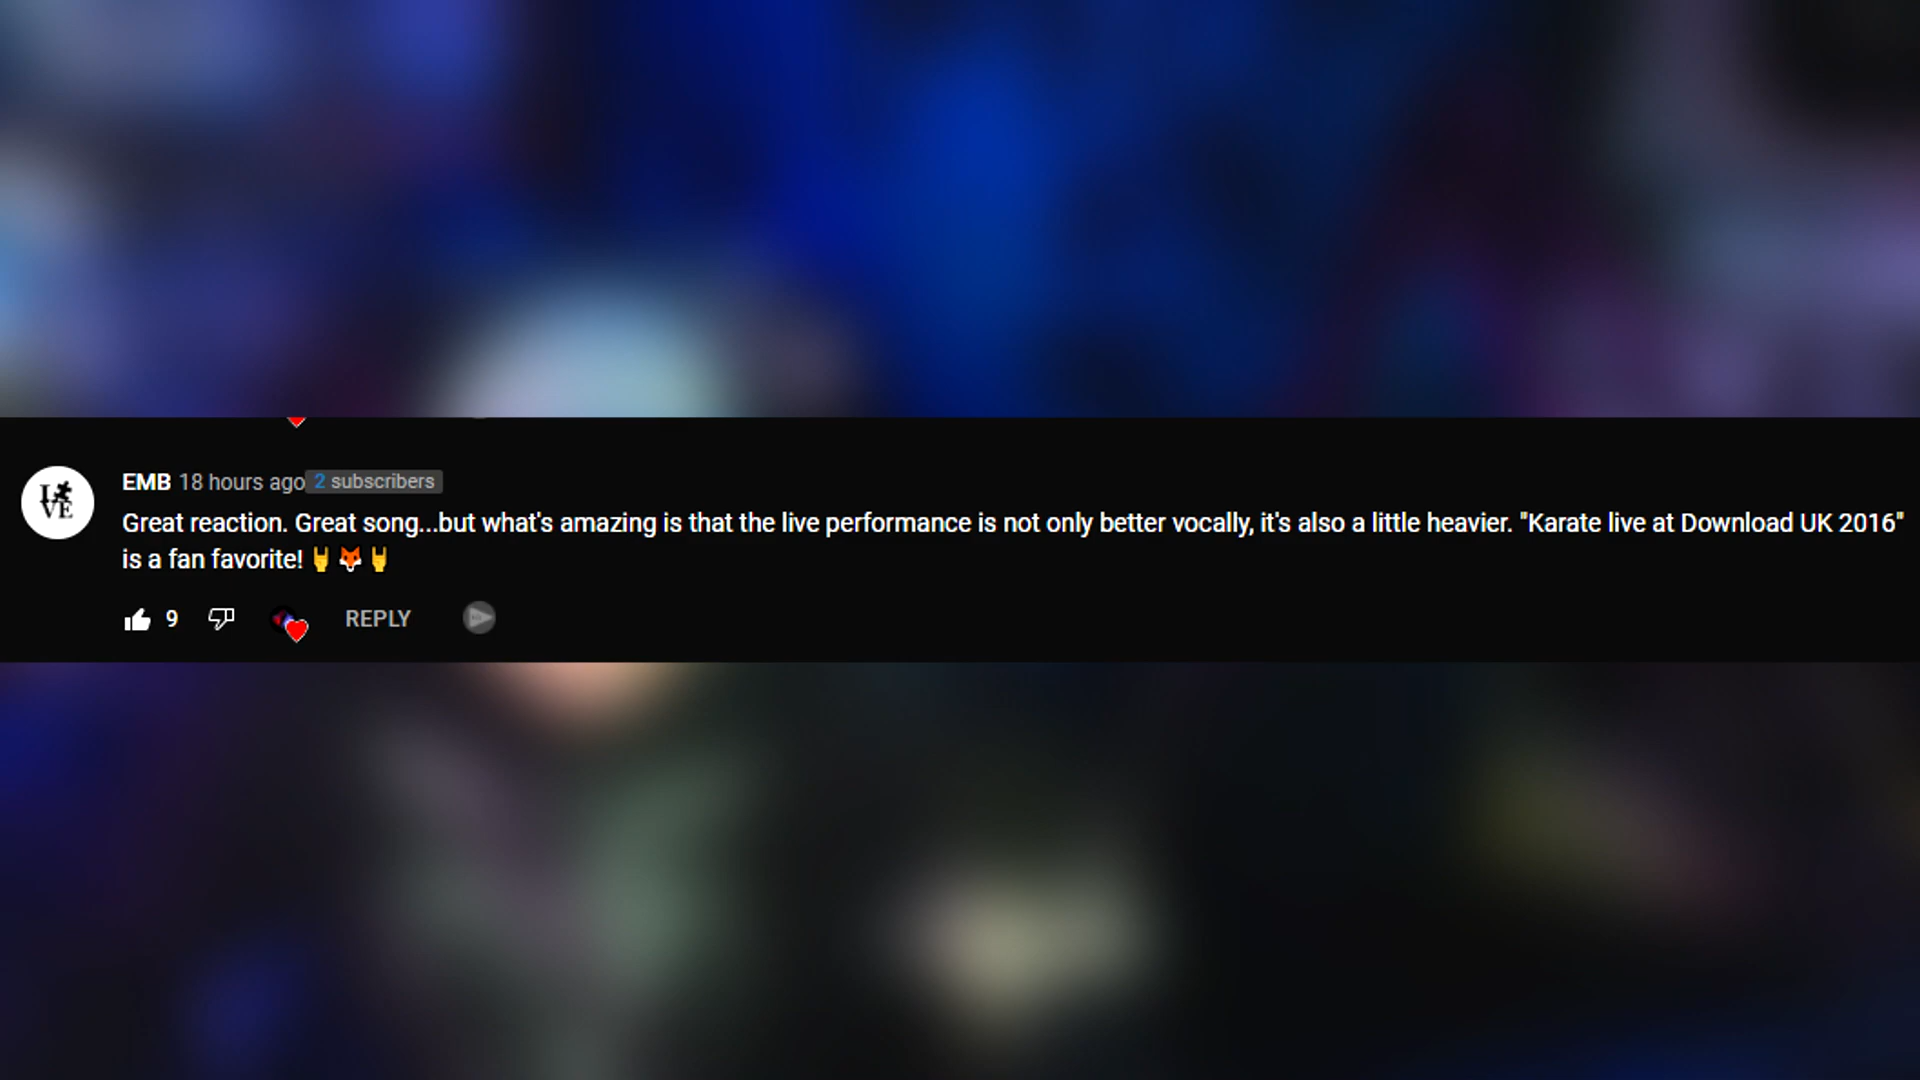 LOVE
EMB 18 hours ago 2 subscribers
Great reaction. Great song...but what's amazing is that the live performance is not only better vocally, it's also a little heavier. "Karate live at Download UK 2016"
is a fan favorite! 🤘🦊🤘
9 REPLY